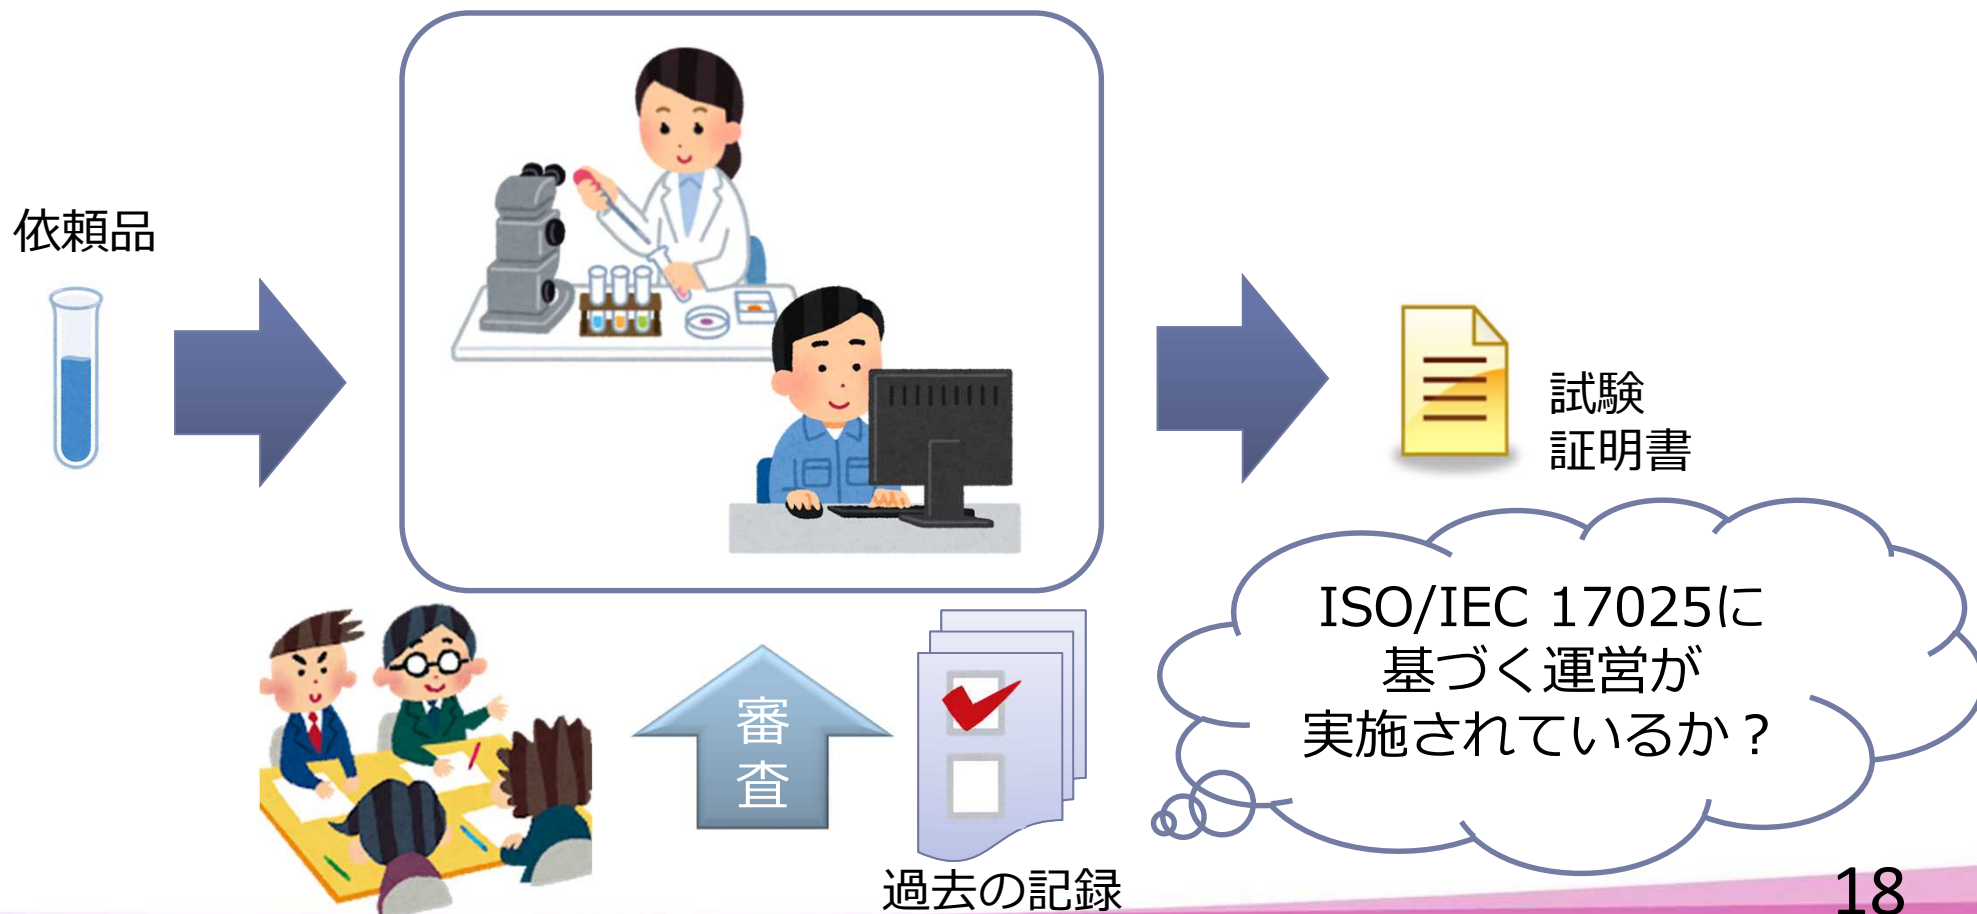 依頼品
試験
証明書
ISO/IEC 17025に
基づく運営が
実施されているか？
審
査
過去の記録
18